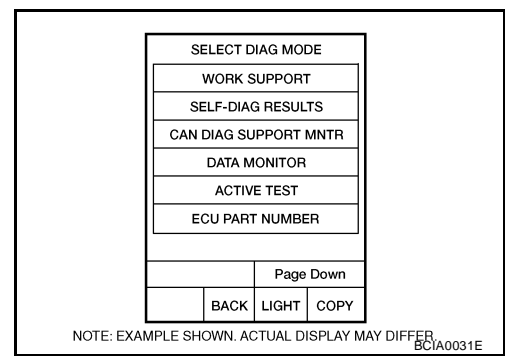 SELECT DIAG MODE
WORK SUPPORT
SELF-DIAG RESULTS
CAN DIAG SUPPORT MNTR
DATA MONITOR
ACTIVE TEST
ECU PART NUMBER
Page Down
BACK LIGHT COPY
NOTE: EXAMPLE SHOWN. ACTUAL DISPLAY MAY DIFFER.
BCIA0031E